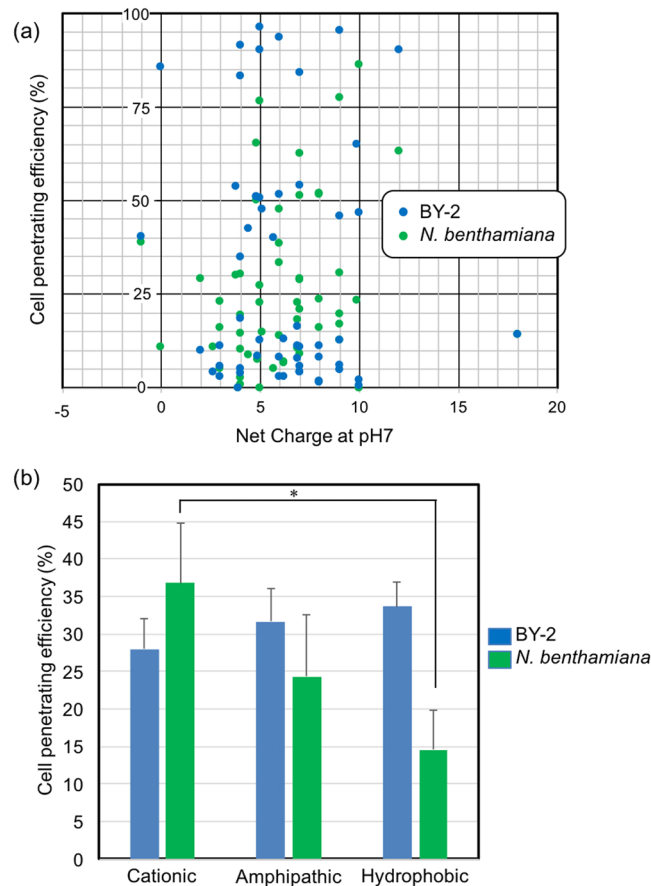 (a)
Cell penetrating efficiency (%)
100
75
50
25
0
-5
0
5
10
15
20
Net Charge at pH7
BY-2
N. benthamiana
(b)
Cell penetrating efficiency (%)
50
45
40
35
30
25
20
15
10
5
0
*
Cationic
Amphipathic
Hydrophobic
BY-2
N. benthamiana